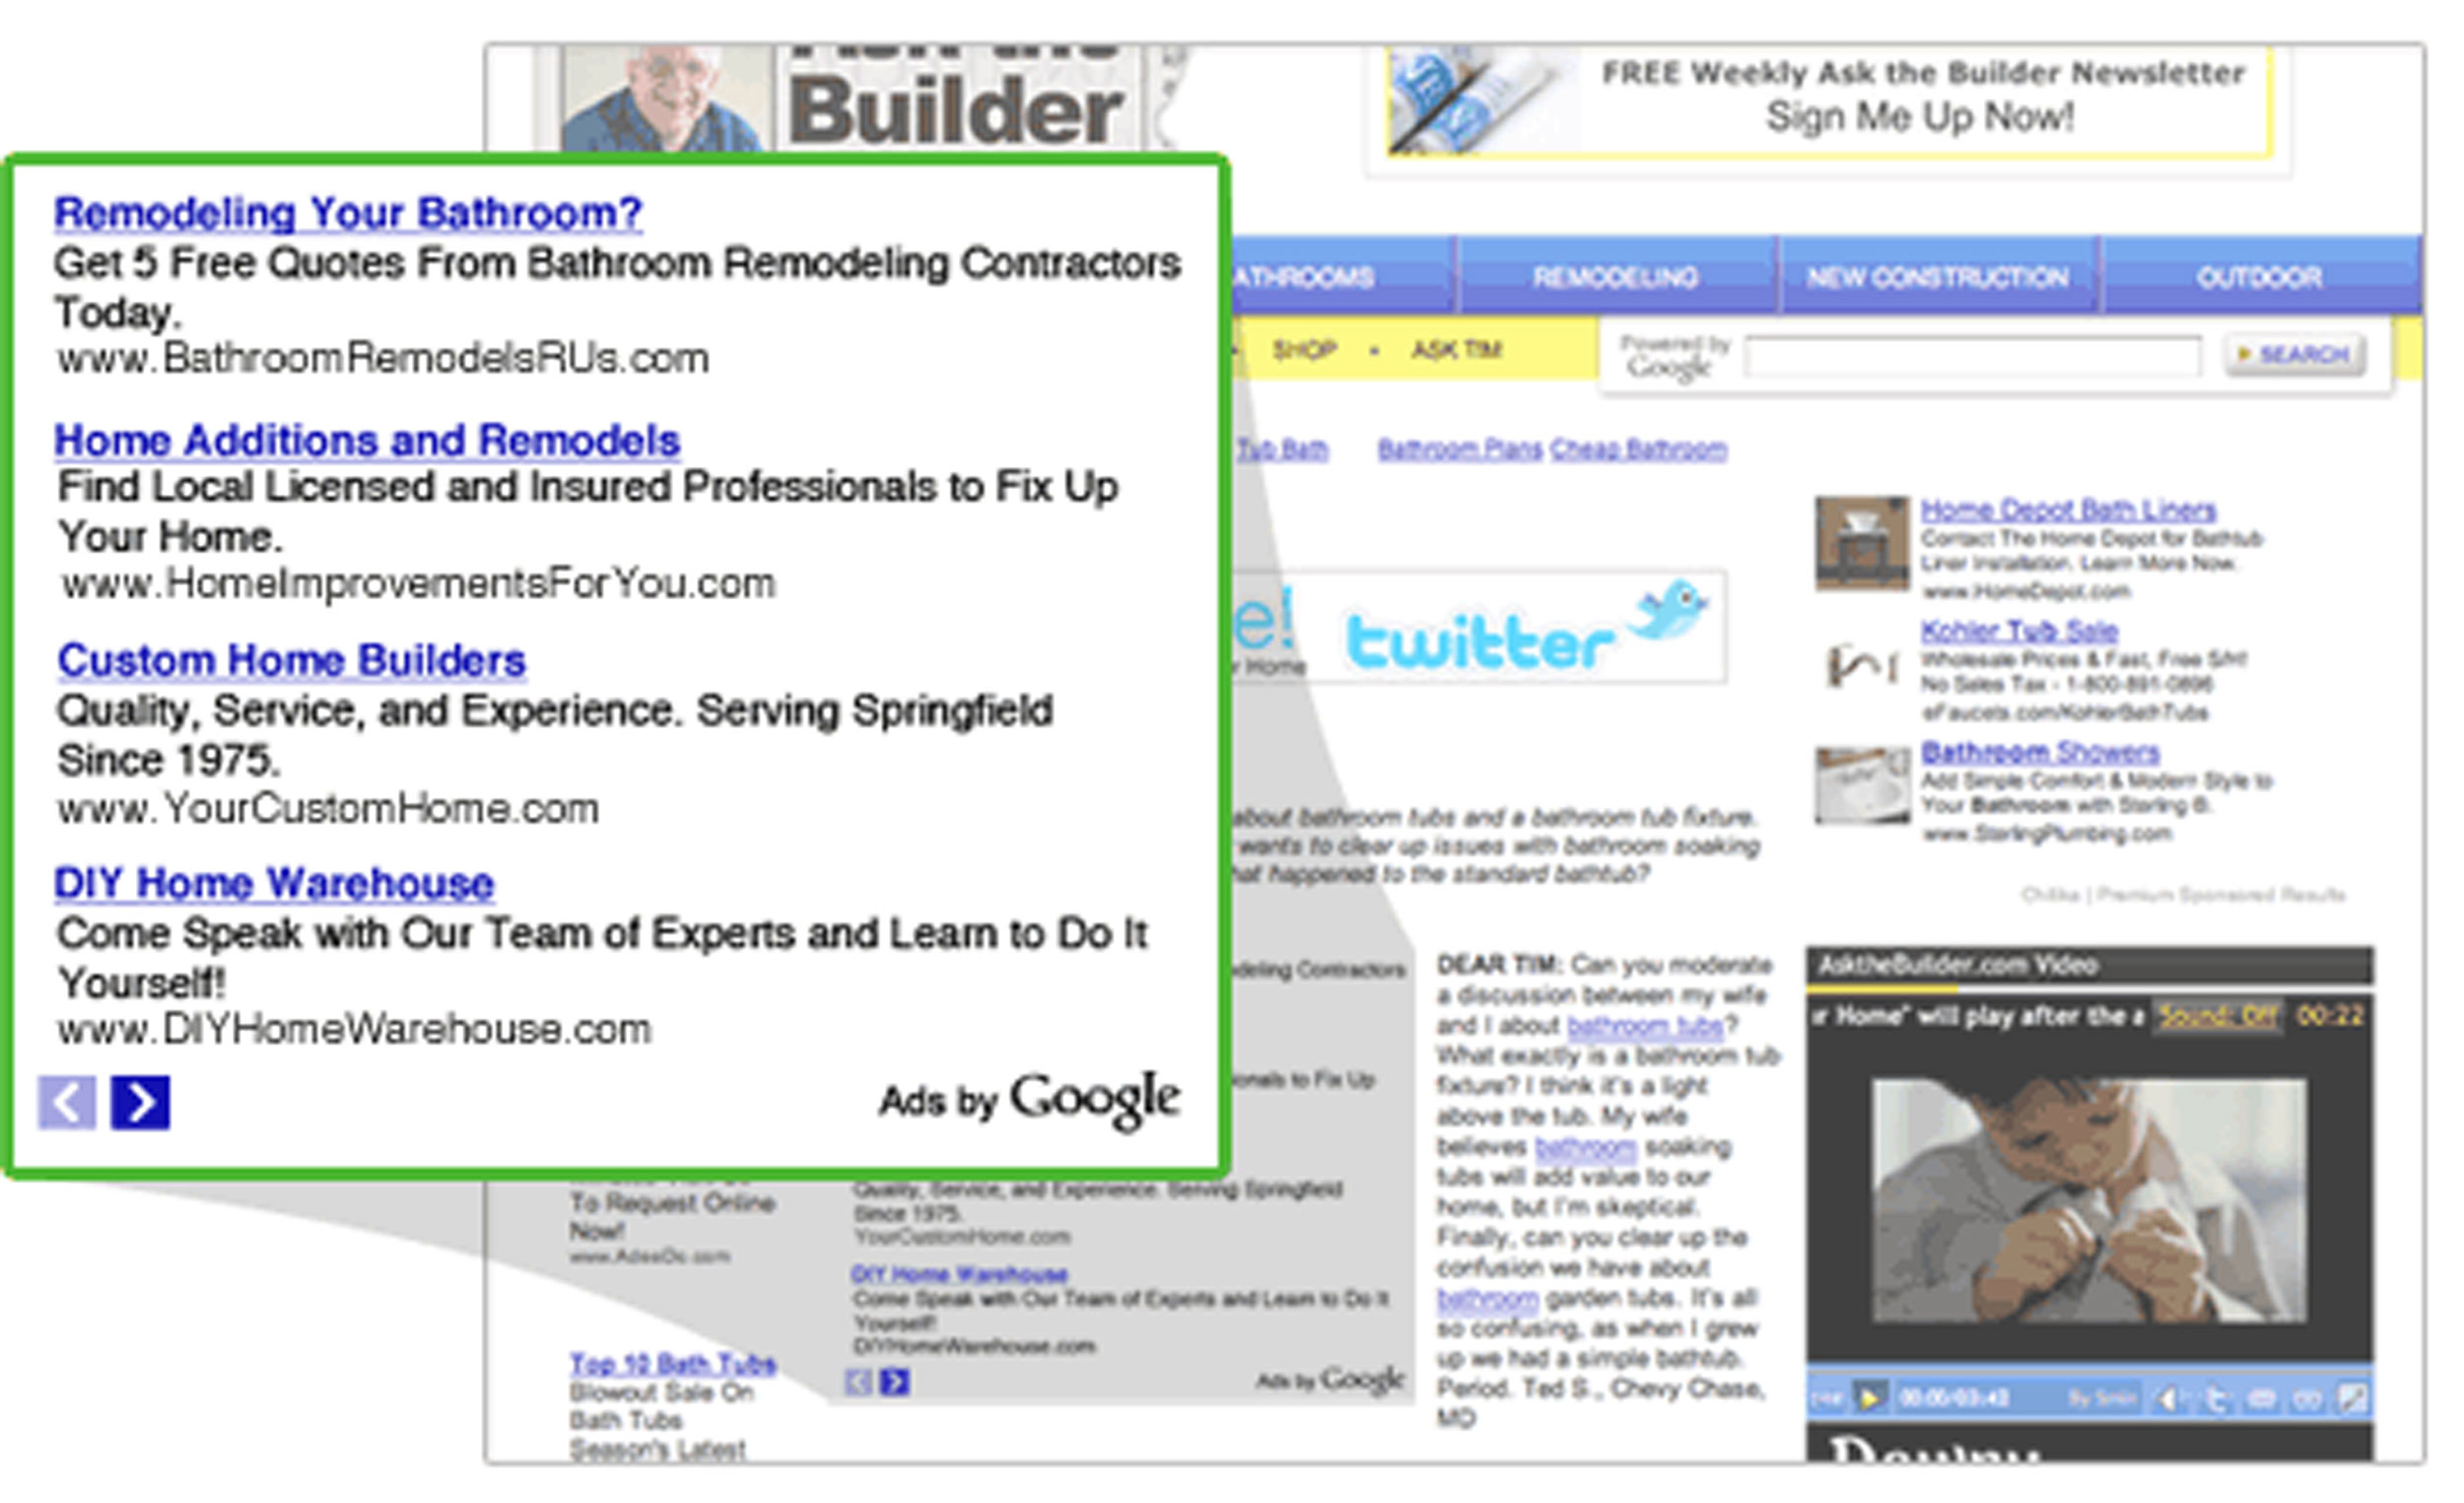 Builder
FREE Weekly Ask the Builder Newsletter
Sign Me Up Now!
Remodeling Your Bathroom?
Get 5 Free Quotes From Bathroom Remodeling Contractors
Today.
www.BathroomRemodelsRUs.com
Home Additions and Remodels
Find Local Licensed and Insured Professionals to Fix Up
Your Home.
www.HomeImprovementsForYou.com
Custom Home Builders
Quality, Service, and Experience. Serving Springfield
Since 1975.
www.YourCustomHome.com
DIY Home Warehouse
Come Speak with Our Team of Experts and Learn to Do It
Yourself!
www.DIYHomeWarehouse.com
Ads by Google
ATHROOMS REMODELING NEW CONSTRUCTION OUTDOOR
• SHOP • ASK TIM Powered by Google SEARCH
Tub Bath Bathroom Plans Cheap Bathroom
e! twitter
r Home
Home Depot Bath Liners
Contact The Home Depot for Bathtub
Liner Installation. Learn More Now.
www.HomeDepot.com
Kohler Tub Sale
Wholesale Prices & Fast, Free S/H!
No Sales Tax - 1-800-891-0896
eFaucets.com/KohlerBathTubs
Bathroom Showers
Add Simple Comfort & Modern Style to
Your Bathroom with Sterling B.
www.SterlingPlumbing.com
Chitika | Premium Sponsored Results
about bathroom tubs and a bathroom tub fixture.
wants to clear up issues with bathroom soaking
hat happened to the standard bathtub?
deling Contractors
ionals to Fix Up
Quality, Service, and Experience. Serving Springfield
Since 1975.
YourCustomHome.com
DIY Home Warehouse
Come Speak with Our Team of Experts and Learn to Do It
Yourself!
DIYHomeWarehouse.com
Ads by Google
To Request Online
Now!
Top 10 Bath Tubs
Blowout Sale On
Bath Tubs
Season's Latest
DEAR TIM: Can you moderate
a discussion between my wife
and I about bathroom tubs?
What exactly is a bathroom tub
fixture? I think it's a light
above the tub. My wife
believes bathroom soaking
tubs will add value to our
home, but I'm skeptical.
Finally, can you clear up the
confusion we have about
bathroom garden tubs. It's all
so confusing, as when I grew
up we had a simple bathtub.
Period. Ted S., Chevy Chase,
MD
AsktheBuilder.com Video
r Home" will play after the a Sound: Off 00:22
00:00/03:43